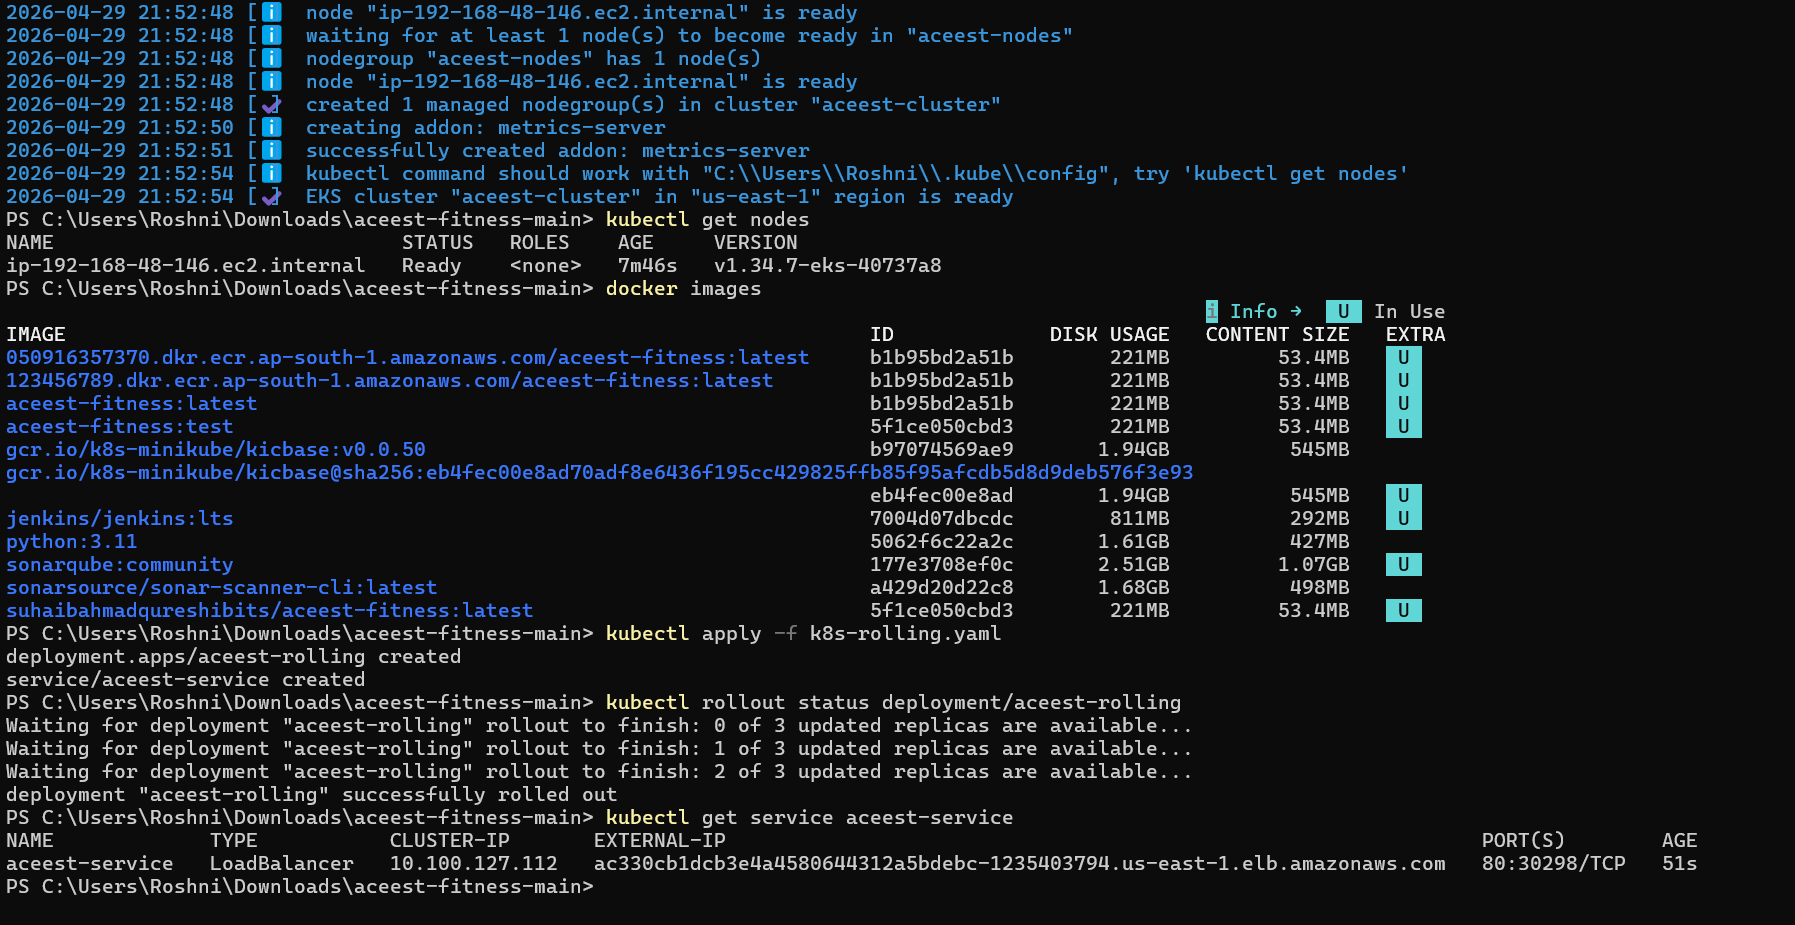 2026-04-29 21:52:48 [ℹ]  node "ip-192-168-48-146.ec2.internal" is ready
2026-04-29 21:52:48 [ℹ]  waiting for at least 1 node(s) to become ready in "aceest-nodes"
2026-04-29 21:52:48 [ℹ]  nodegroup "aceest-nodes" has 1 node(s)
2026-04-29 21:52:48 [ℹ]  node "ip-192-168-48-146.ec2.internal" is ready
2026-04-29 21:52:48 [✔]  created 1 managed nodegroup(s) in cluster "aceest-cluster"
2026-04-29 21:52:50 [ℹ]  creating addon: metrics-server
2026-04-29 21:52:51 [ℹ]  successfully created addon: metrics-server
2026-04-29 21:52:54 [ℹ]  kubectl command should work with "C:\\Users\\Roshni\\.kube\\config", try 'kubectl get nodes'
2026-04-29 21:52:54 [✔]  EKS cluster "aceest-cluster" in "us-east-1" region is ready
PS C:\Users\Roshni\Downloads\aceest-fitness-main> kubectl get nodes
NAME                             STATUS   ROLES    AGE     VERSION
ip-192-168-48-146.ec2.internal   Ready    <none>   7m46s   v1.34.7-eks-40737a8
PS C:\Users\Roshni\Downloads\aceest-fitness-main> docker images
i Info →   U  In Use
IMAGE   ID   DISK USAGE   CONTENT SIZE   EXTRA
050916357370.dkr.ecr.ap-south-1.amazonaws.com/aceest-fitness:latest   b1b95bd2a51b   221MB   53.4MB   U
123456789.dkr.ecr.ap-south-1.amazonaws.com/aceest-fitness:latest   b1b95bd2a51b   221MB   53.4MB   U
aceest-fitness:latest   b1b95bd2a51b   221MB   53.4MB   U
aceest-fitness:test   5f1ce050cbd3   221MB   53.4MB   U
gcr.io/k8s-minikube/kicbase:v0.0.50   b97074569ae9   1.94GB   545MB
gcr.io/k8s-minikube/kicbase@sha256:eb4fec00e8ad70adf8e6436f195cc429825ffb85f95afcdb5d8d9deb576f3e93
eb4fec00e8ad   1.94GB   545MB   U
jenkins/jenkins:lts   7004d07dbcdc   811MB   292MB   U
python:3.11   5062f6c22a2c   1.61GB   427MB
sonarqube:community   177e3708ef0c   2.51GB   1.07GB   U
sonarsource/sonar-scanner-cli:latest   a429d20d22c8   1.68GB   498MB
suhaibahmadqureshibits/aceest-fitness:latest   5f1ce050cbd3   221MB   53.4MB   U
PS C:\Users\Roshni\Downloads\aceest-fitness-main> kubectl apply -f k8s-rolling.yaml
deployment.apps/aceest-rolling created
service/aceest-service created
PS C:\Users\Roshni\Downloads\aceest-fitness-main> kubectl rollout status deployment/aceest-rolling
Waiting for deployment "aceest-rolling" rollout to finish: 0 of 3 updated replicas are available...
Waiting for deployment "aceest-rolling" rollout to finish: 1 of 3 updated replicas are available...
Waiting for deployment "aceest-rolling" rollout to finish: 2 of 3 updated replicas are available...
deployment "aceest-rolling" successfully rolled out
PS C:\Users\Roshni\Downloads\aceest-fitness-main> kubectl get service aceest-service
NAME             TYPE           CLUSTER-IP       EXTERNAL-IP   PORT(S)   AGE
aceest-service   LoadBalancer   10.100.127.112   ac330cb1dcb3e4a4580644312a5bdebc-1235403794.us-east-1.elb.amazonaws.com   80:30298/TCP   51s
PS C:\Users\Roshni\Downloads\aceest-fitness-main>